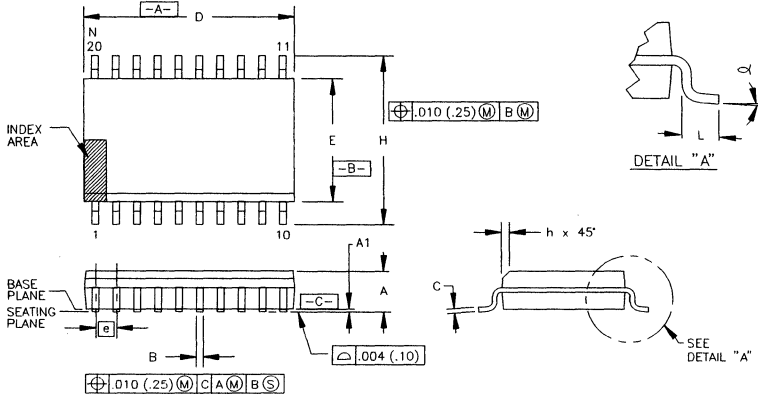 -A- D
N
20 11
INDEX
AREA
E H
⌖ .010 (.25) Ⓜ B Ⓜ
-B-
1 10
α
L
DETAIL "A"
A1
A
BASE
PLANE
SEATING
PLANE
-C-
e
B
⌓ .004 (.10)
⌖ .010 (.25) Ⓜ C A Ⓜ B Ⓢ
h x 45°
C
SEE
DETAIL "A"